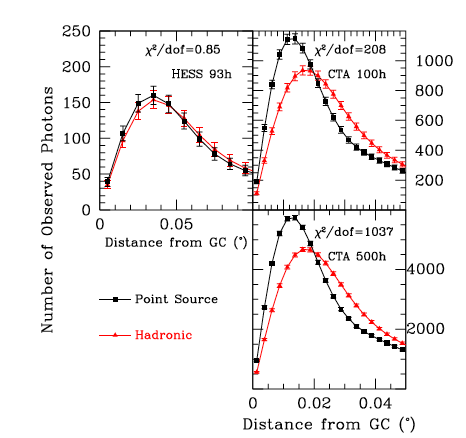 Number of Observed Photons
250
200
150
100
50
0
χ²/dof=0.85
HESS 93h
0
0.05
Distance from GC (°)
χ²/dof=208
CTA 100h
1000
800
600
400
200
χ²/dof=1037
CTA 500h
4000
2000
0
0.02
0.04
Distance from GC (°)
Point Source
Hadronic